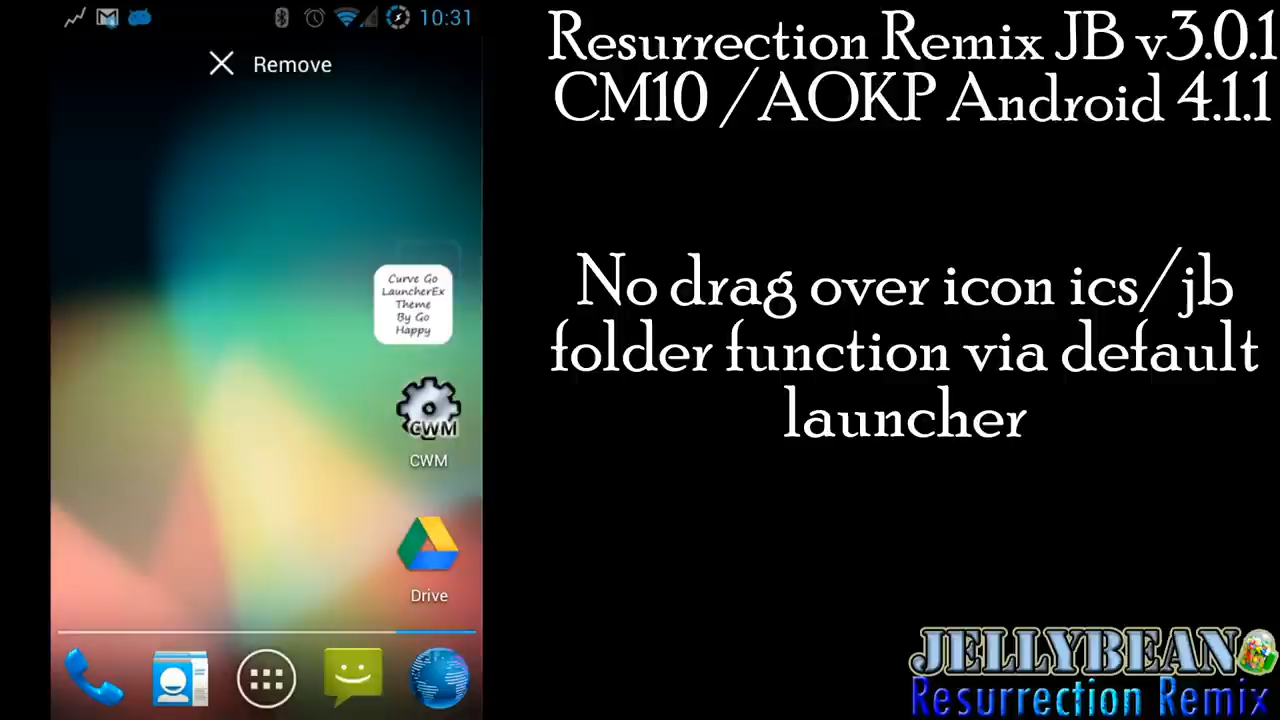 10:31
Remove
Curve Go
LauncherEx
Theme
By Go
Happy
CWM
CWM
Drive
Resurrection Remix JB v3.0.1
CM10 /AOKP Android 4.1.1
No drag over icon ics/jb
folder function via default
launcher
JELLYBEAN
Resurrection Remix